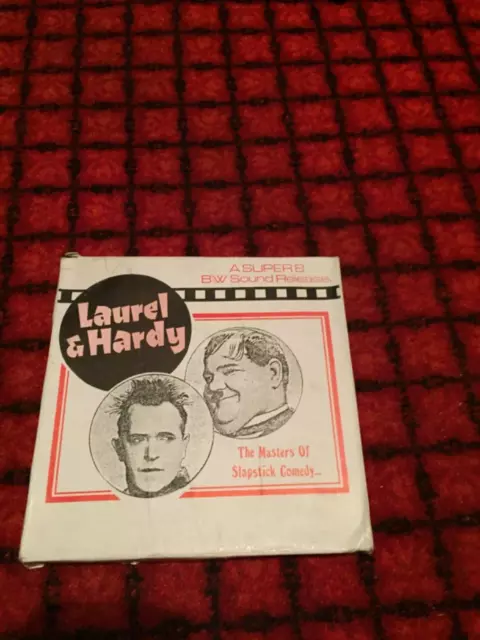 A SUPER 8
B/W Sound Release
Laurel
& Hardy
The Masters Of
Slapstick Comedy...